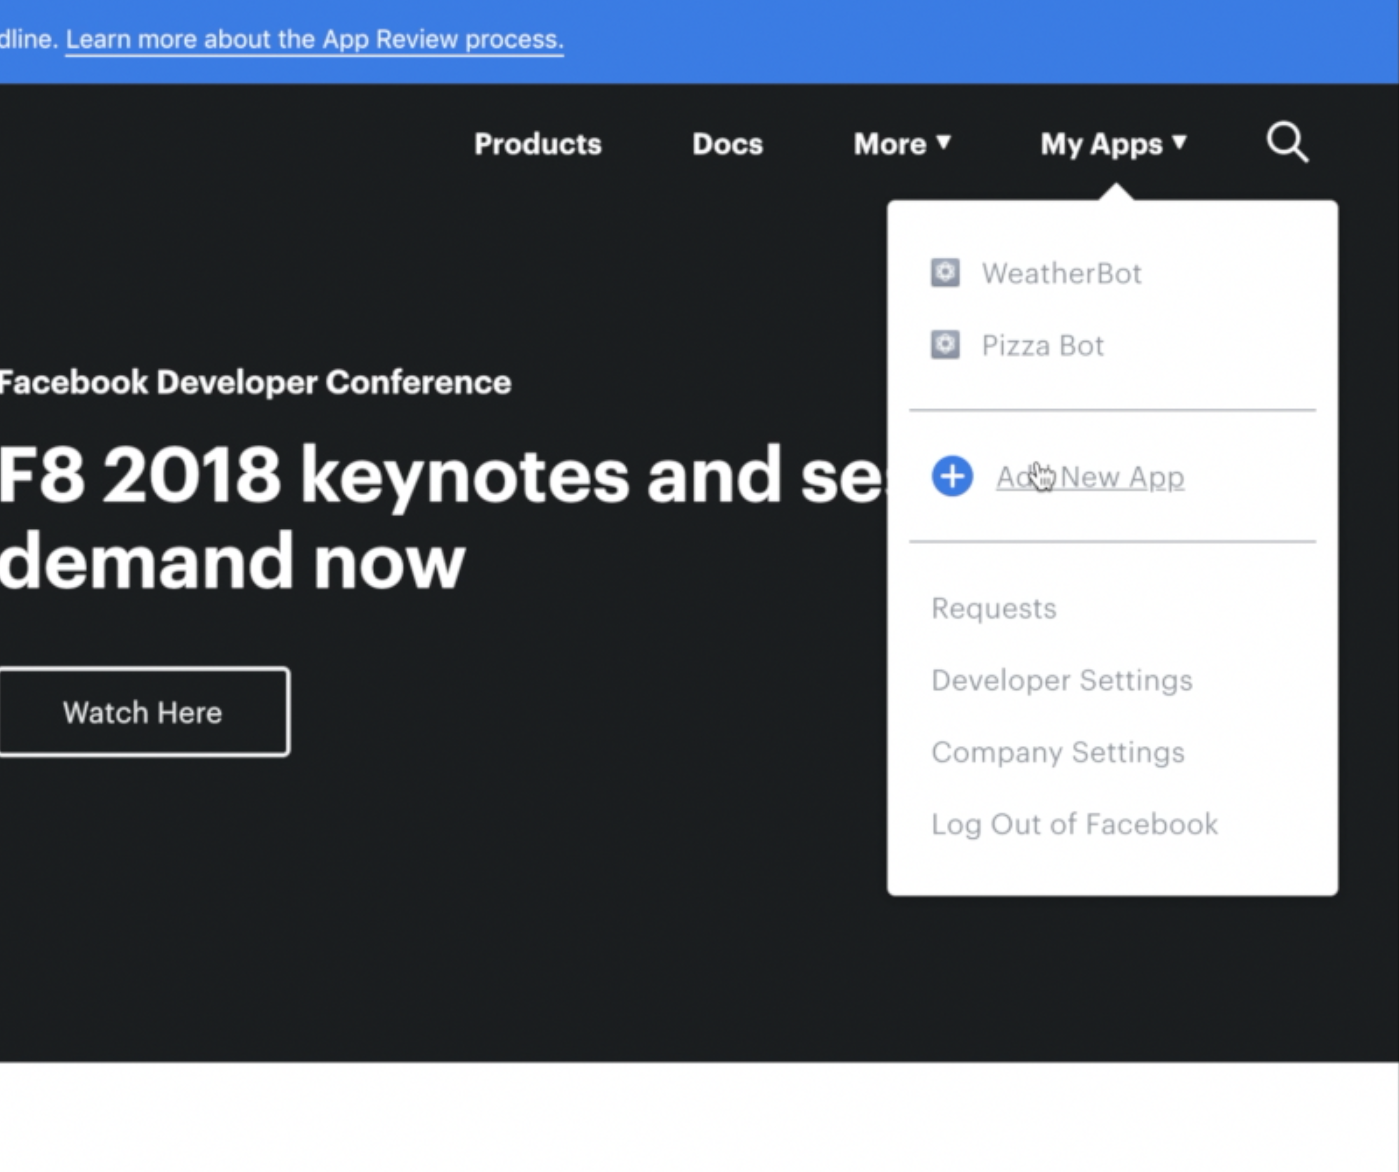 dline. Learn more about the App Review process.
Products Docs More My Apps
WeatherBot
Pizza Bot
Facebook Developer Conference
F8 2018 keynotes and
demand now
Add New App
Requests
Developer Settings
Watch Here
Company Settings
Log Out of Facebook